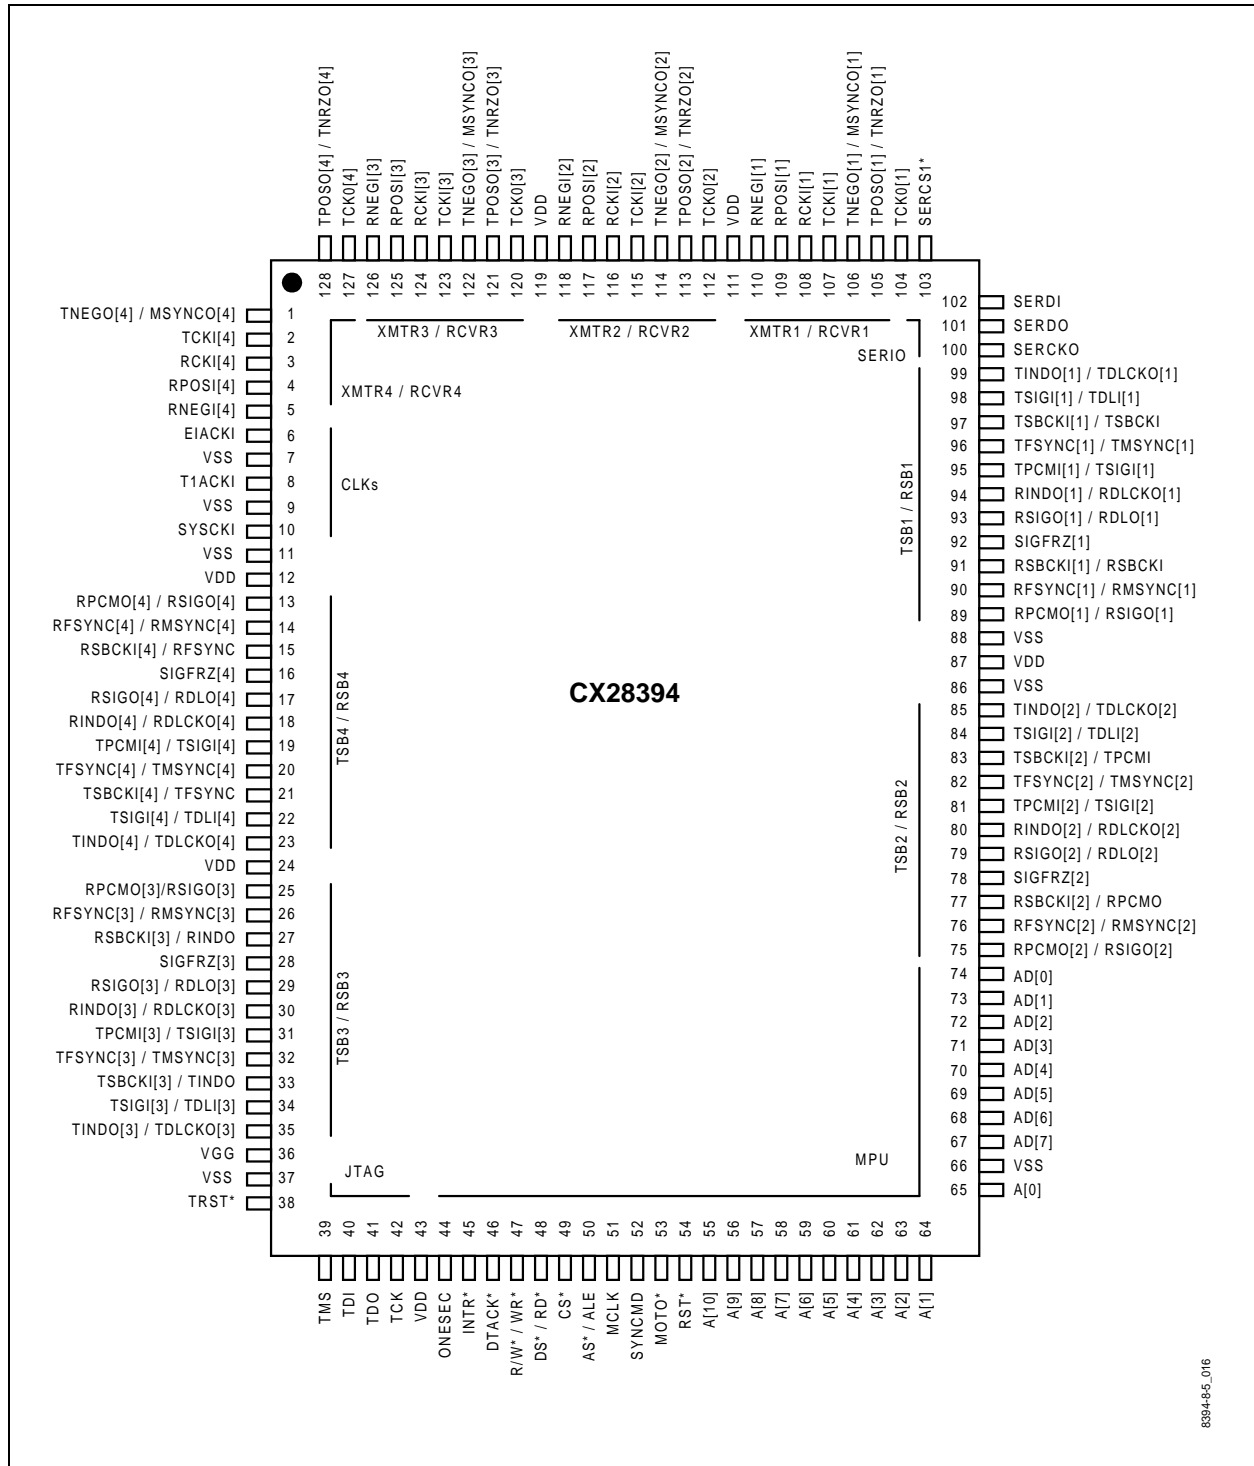 TPOSO[4] / TNRZO[4]
TCK0[4]
RNEGI[3]
RPOSI[3]
RCKI[3]
TCKI[3]
TNEGO[3] / MSYNCO[3]
TPOSO[3] / TNRZO[3]
TCK0[3]
VDD
RNEGI[2]
RPOSI[2]
RCKI[2]
TCKI[2]
TNEGO[2] / MSYNCO[2]
TPOSO[2] / TNRZO[2]
TCK0[2]
VDD
RNEGI[1]
RPOSI[1]
RCKI[1]
TCKI[1]
TNEGO[1] / MSYNCO[1]
TPOSO[1] / TNRZO[1]
TCK0[1]
SERCS1*
128
127
126
125
124
123
122
121
120
119
118
117
116
115
114
113
112
111
110
109
108
107
106
105
104
103
TNEGO[4] / MSYNCO[4] 1
TCKI[4] 2
RCKI[4] 3
RPOSI[4] 4
RNEGI[4] 5
EIACKI 6
VSS 7
T1ACKI 8
VSS 9
SYSCKI 10
VSS 11
VDD 12
RPCMO[4] / RSIGO[4] 13
RFSYNC[4] / RMSYNC[4] 14
RSBCKI[4] / RFSYNC 15
SIGFRZ[4] 16
RSIGO[4] / RDLO[4] 17
RINDO[4] / RDLCKO[4] 18
TPCMI[4] / TSIGI[4] 19
TFSYNC[4] / TMSYNC[4] 20
TSBCKI[4] / TFSYNC 21
TSIGI[4] / TDLI[4] 22
TINDO[4] / TDLCKO[4] 23
VDD 24
RPCMO[3]/RSIGO[3] 25
RFSYNC[3] / RMSYNC[3] 26
RSBCKI[3] / RINDO 27
SIGFRZ[3] 28
RSIGO[3] / RDLO[3] 29
RINDO[3] / RDLCKO[3] 30
TPCMI[3] / TSIGI[3] 31
TFSYNC[3] / TMSYNC[3] 32
TSBCKI[3] / TINDO 33
TSIGI[3] / TDLI[3] 34
TINDO[3] / TDLCKO[3] 35
VGG 36
VSS 37
TRST* 38
XMTR3 / RCVR3
XMTR2 / RCVR2
XMTR1 / RCVR1
SERIO
XMTR4 / RCVR4
CLKs
TSB1 / RSB1
TSB4 / RSB4
CX28394
TSB2 / RSB2
TSB3 / RSB3
JTAG
MPU
102 SERDI
101 SERDO
100 SERCKO
99 TINDO[1] / TDLCKO[1]
98 TSIGI[1] / TDLI[1]
97 TSBCKI[1] / TSBCKI
96 TFSYNC[1] / TMSYNC[1]
95 TPCMI[1] / TSIGI[1]
94 RINDO[1] / RDLCKO[1]
93 RSIGO[1] / RDLO[1]
92 SIGFRZ[1]
91 RSBCKI[1] / RSBCKI
90 RFSYNC[1] / RMSYNC[1]
89 RPCMO[1] / RSIGO[1]
88 VSS
87 VDD
86 VSS
85 TINDO[2] / TDLCKO[2]
84 TSIGI[2] / TDLI[2]
83 TSBCKI[2] / TPCMI
82 TFSYNC[2] / TMSYNC[2]
81 TPCMI[2] / TSIGI[2]
80 RINDO[2] / RDLCKO[2]
79 RSIGO[2] / RDLO[2]
78 SIGFRZ[2]
77 RSBCKI[2] / RPCMO
76 RFSYNC[2] / RMSYNC[2]
75 RPCMO[2] / RSIGO[2]
74 AD[0]
73 AD[1]
72 AD[2]
71 AD[3]
70 AD[4]
69 AD[5]
68 AD[6]
67 AD[7]
66 VSS
65 A[0]
39
40
41
42
43
44
45
46
47
48
49
50
51
52
53
54
55
56
57
58
59
60
61
62
63
64
TMS
TDI
TDO
TCK
VDD
ONESEC
INTR*
DTACK*
R/W* / WR*
DS* / RD*
CS*
AS* / ALE
MCLK
SYNCMD
MOTO*
RST*
A[10]
A[9]
A[8]
A[7]
A[6]
A[5]
A[4]
A[3]
A[2]
A[1]
8394-8-5_016